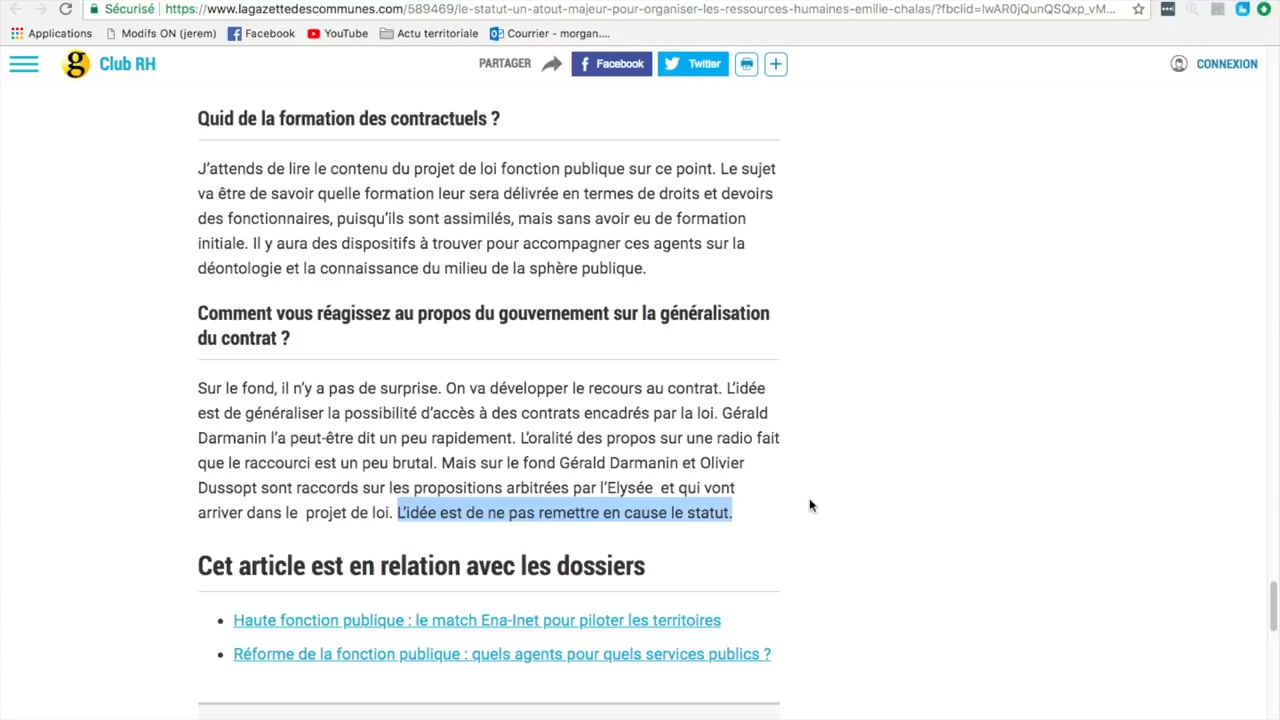 Sécurisé https://www.lagazettedescommunes.com/589469/le-statut-un-atout-majeur-pour-organiser-les-ressources-humaines-emilie-chalas/?fbclid=IwAR0jQunQSQxp_vM...
Applications Modifs ON (jerem) Facebook YouTube Actu territoriale Courrier - morgan....
g Club RH PARTAGER Facebook Twitter CONNEXION
Quid de la formation des contractuels ?
J'attends de lire le contenu du projet de loi fonction publique sur ce point. Le sujet
va être de savoir quelle formation leur sera délivrée en termes de droits et devoirs
des fonctionnaires, puisqu'ils sont assimilés, mais sans avoir eu de formation
initiale. Il y aura des dispositifs à trouver pour accompagner ces agents sur la
déontologie et la connaissance du milieu de la sphère publique.
Comment vous réagissez au propos du gouvernement sur la généralisation
du contrat ?
Sur le fond, il n'y a pas de surprise. On va développer le recours au contrat. L'idée
est de généraliser la possibilité d'accès à des contrats encadrés par la loi. Gérald
Darmanin l'a peut-être dit un peu rapidement. L'oralité des propos sur une radio fait
que le raccourci est un peu brutal. Mais sur le fond Gérald Darmanin et Olivier
Dussopt sont raccords sur les propositions arbitrées par l'Elysée et qui vont
arriver dans le projet de loi. L'idée est de ne pas remettre en cause le statut.
Cet article est en relation avec les dossiers
• Haute fonction publique : le match Ena-Inet pour piloter les territoires
• Réforme de la fonction publique : quels agents pour quels services publics ?